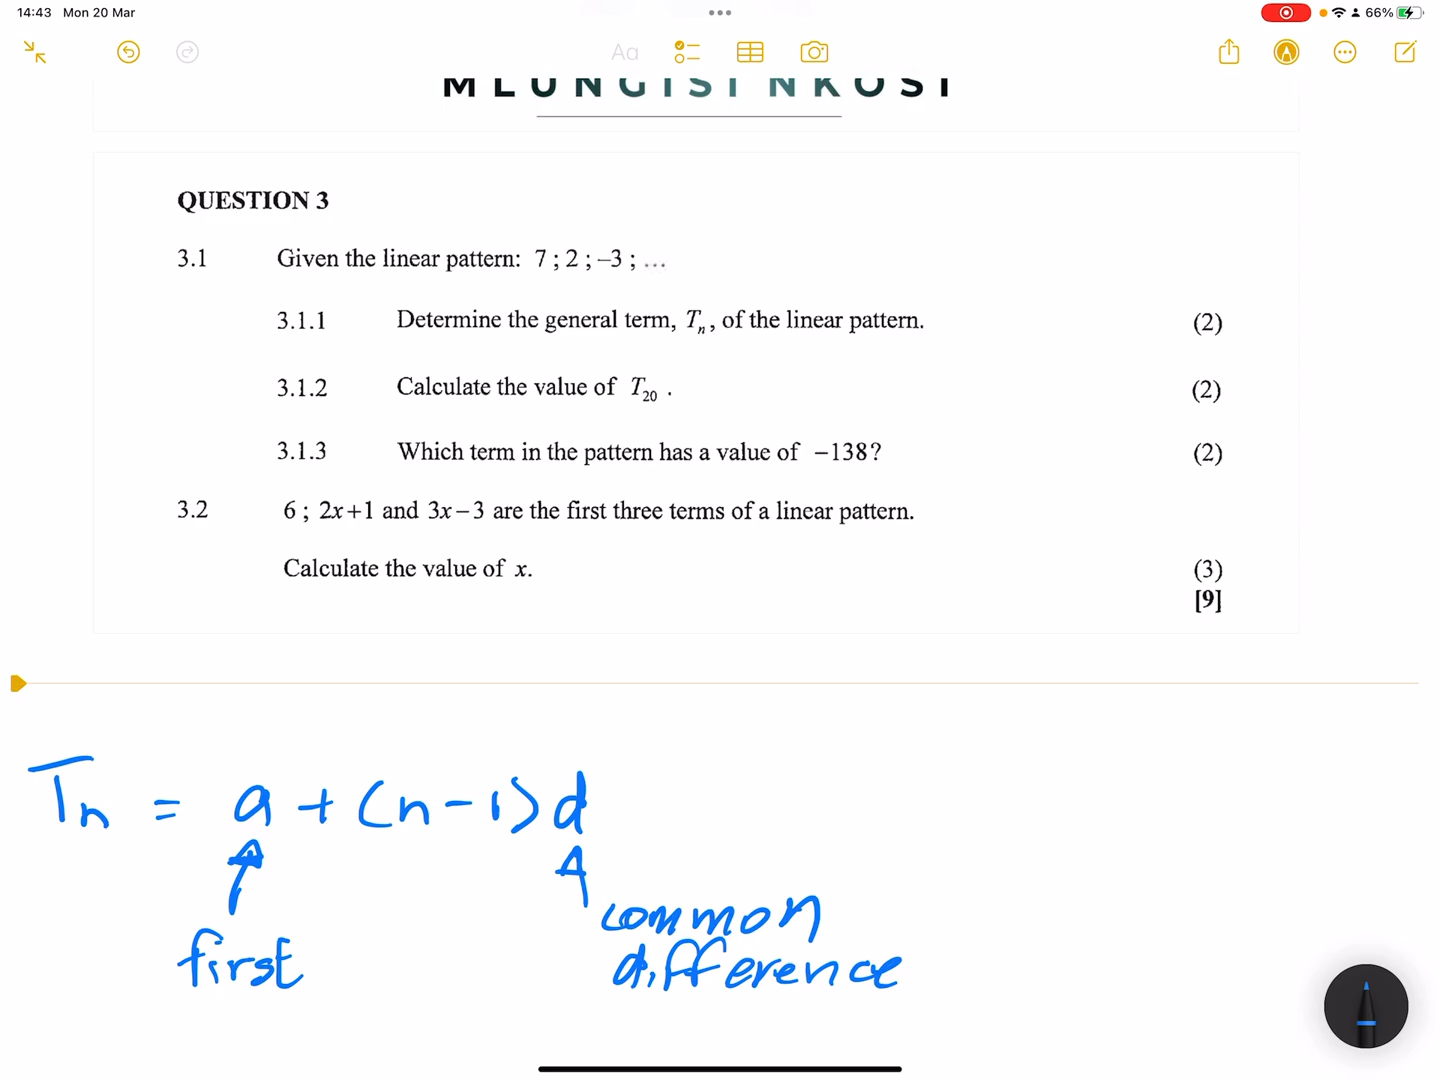 14:43 Mon 20 Mar
66%
Aa
MLUNGISI NKOSI
QUESTION 3
3.1 Given the linear pattern: 7 ; 2 ; –3 ; …
3.1.1 Determine the general term, Tn, of the linear pattern. (2)
3.1.2 Calculate the value of T20 . (2)
3.1.3 Which term in the pattern has a value of –138? (2)
3.2 6 ; 2x+1 and 3x–3 are the first three terms of a linear pattern.
Calculate the value of x. (3)
[9]
Tn = a + (n-1)d
first
common
difference